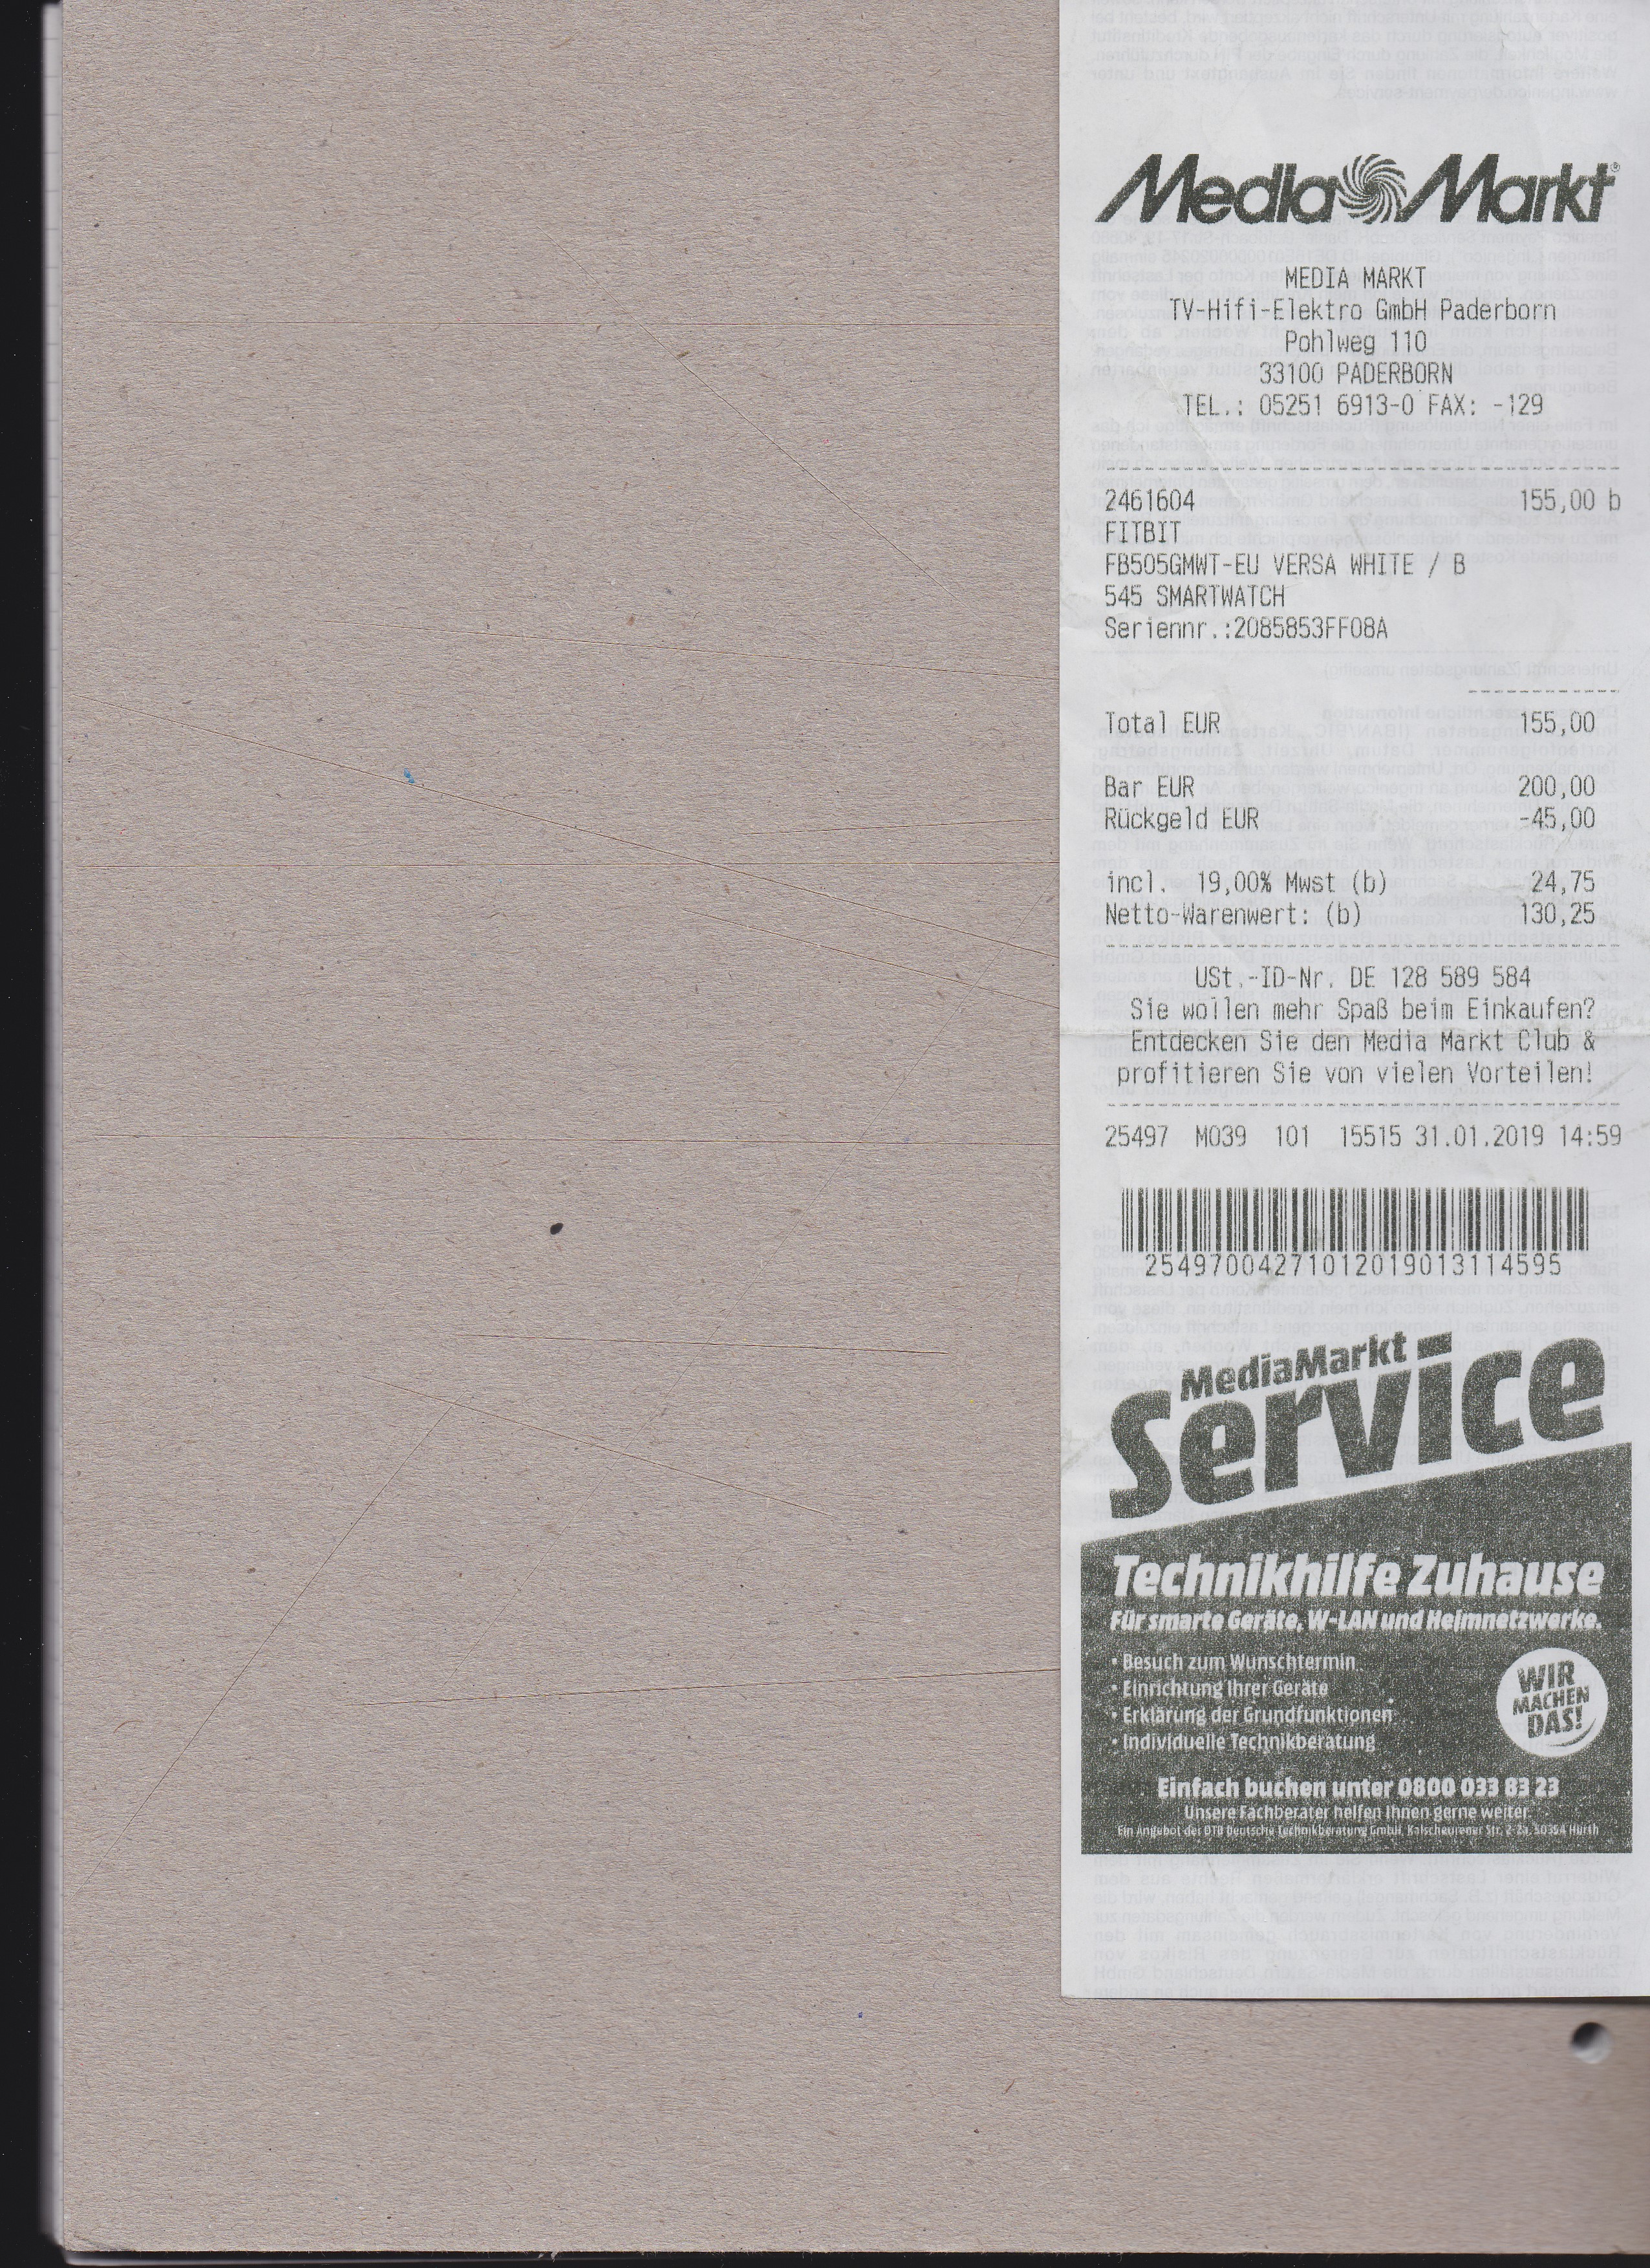 MediaMarkt®
MEDIA MARKT
TV-Hifi-Elektro GmbH Paderborn
Pohlweg 110
33100 PADERBORN
TEL.: 05251 6913-0 FAX: -129
2461604 155,00 b
FITBIT
FB505GMWT-EU VERSA WHITE / B
545 SMARTWATCH
Seriennr.:2085853FF08A
Total EUR 155,00
Bar EUR 200,00
Rückgeld EUR -45,00
incl. 19,00% Mwst (b) 24,75
Netto-Warenwert: (b) 130,25
USt.-ID-Nr. DE 128 589 584
Sie wollen mehr Spaß beim Einkaufen?
Entdecken Sie den Media Markt Club &
profitieren Sie von vielen Vorteilen!
25497 M039 101 15515 31.01.2019 14:59
25497004271012019013114595
MediaMarkt
Service
Technikhilfe Zuhause
Für smarte Geräte, W-LAN und Heimnetzwerke.
• Besuch zum Wunschtermin
• Einrichtung Ihrer Geräte
• Erklärung der Grundfunktionen
• Individuelle Technikberatung
WIR
MACHEN
DAS!
Einfach buchen unter 0800 033 83 23
Unsere Fachberater helfen Ihnen gerne weiter.
Ein Angebot der DTB Deutsche Technikberatung GmbH, Kalscheurener Str. 2-2a, 50354 Hürth